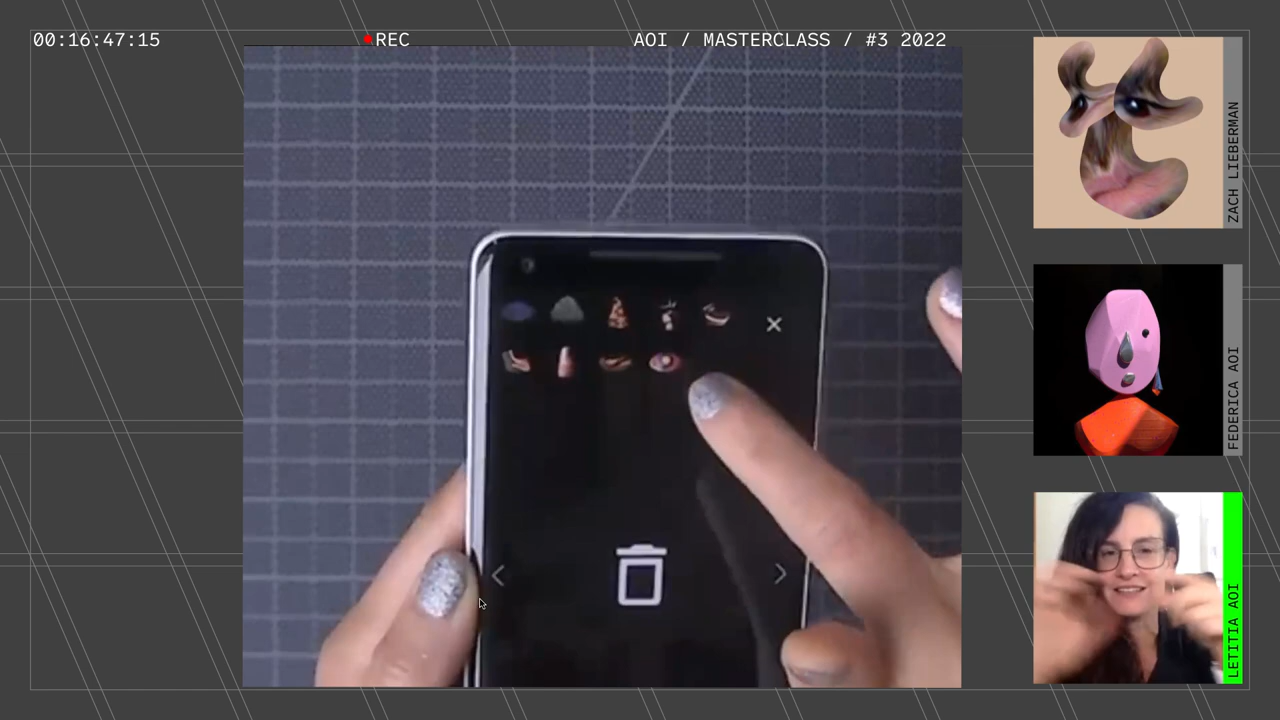 00:16:47:15
REC
AOI / MASTERCLASS / #3 2022
ZACH LIEBERMAN
FEDERICA AOI
LETITIA AOI